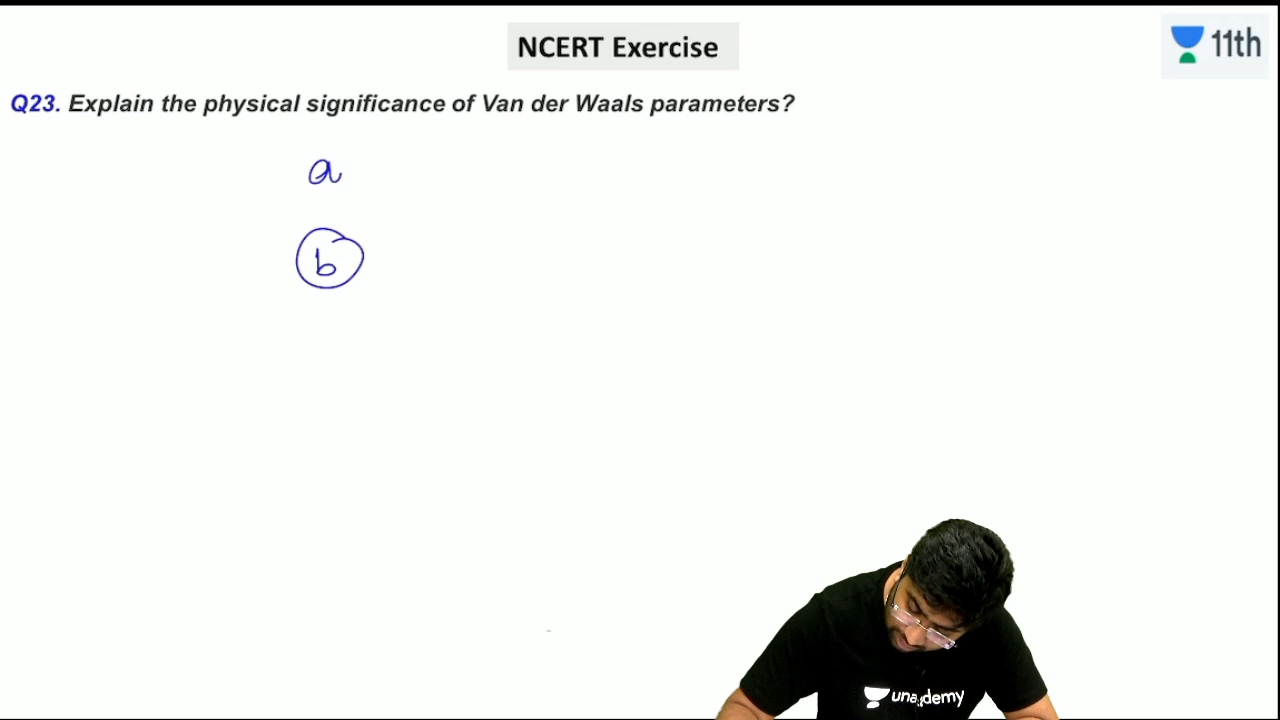 NCERT Exercise
11th
Q23. Explain the physical significance of Van der Waals parameters?
a
b
unacademy